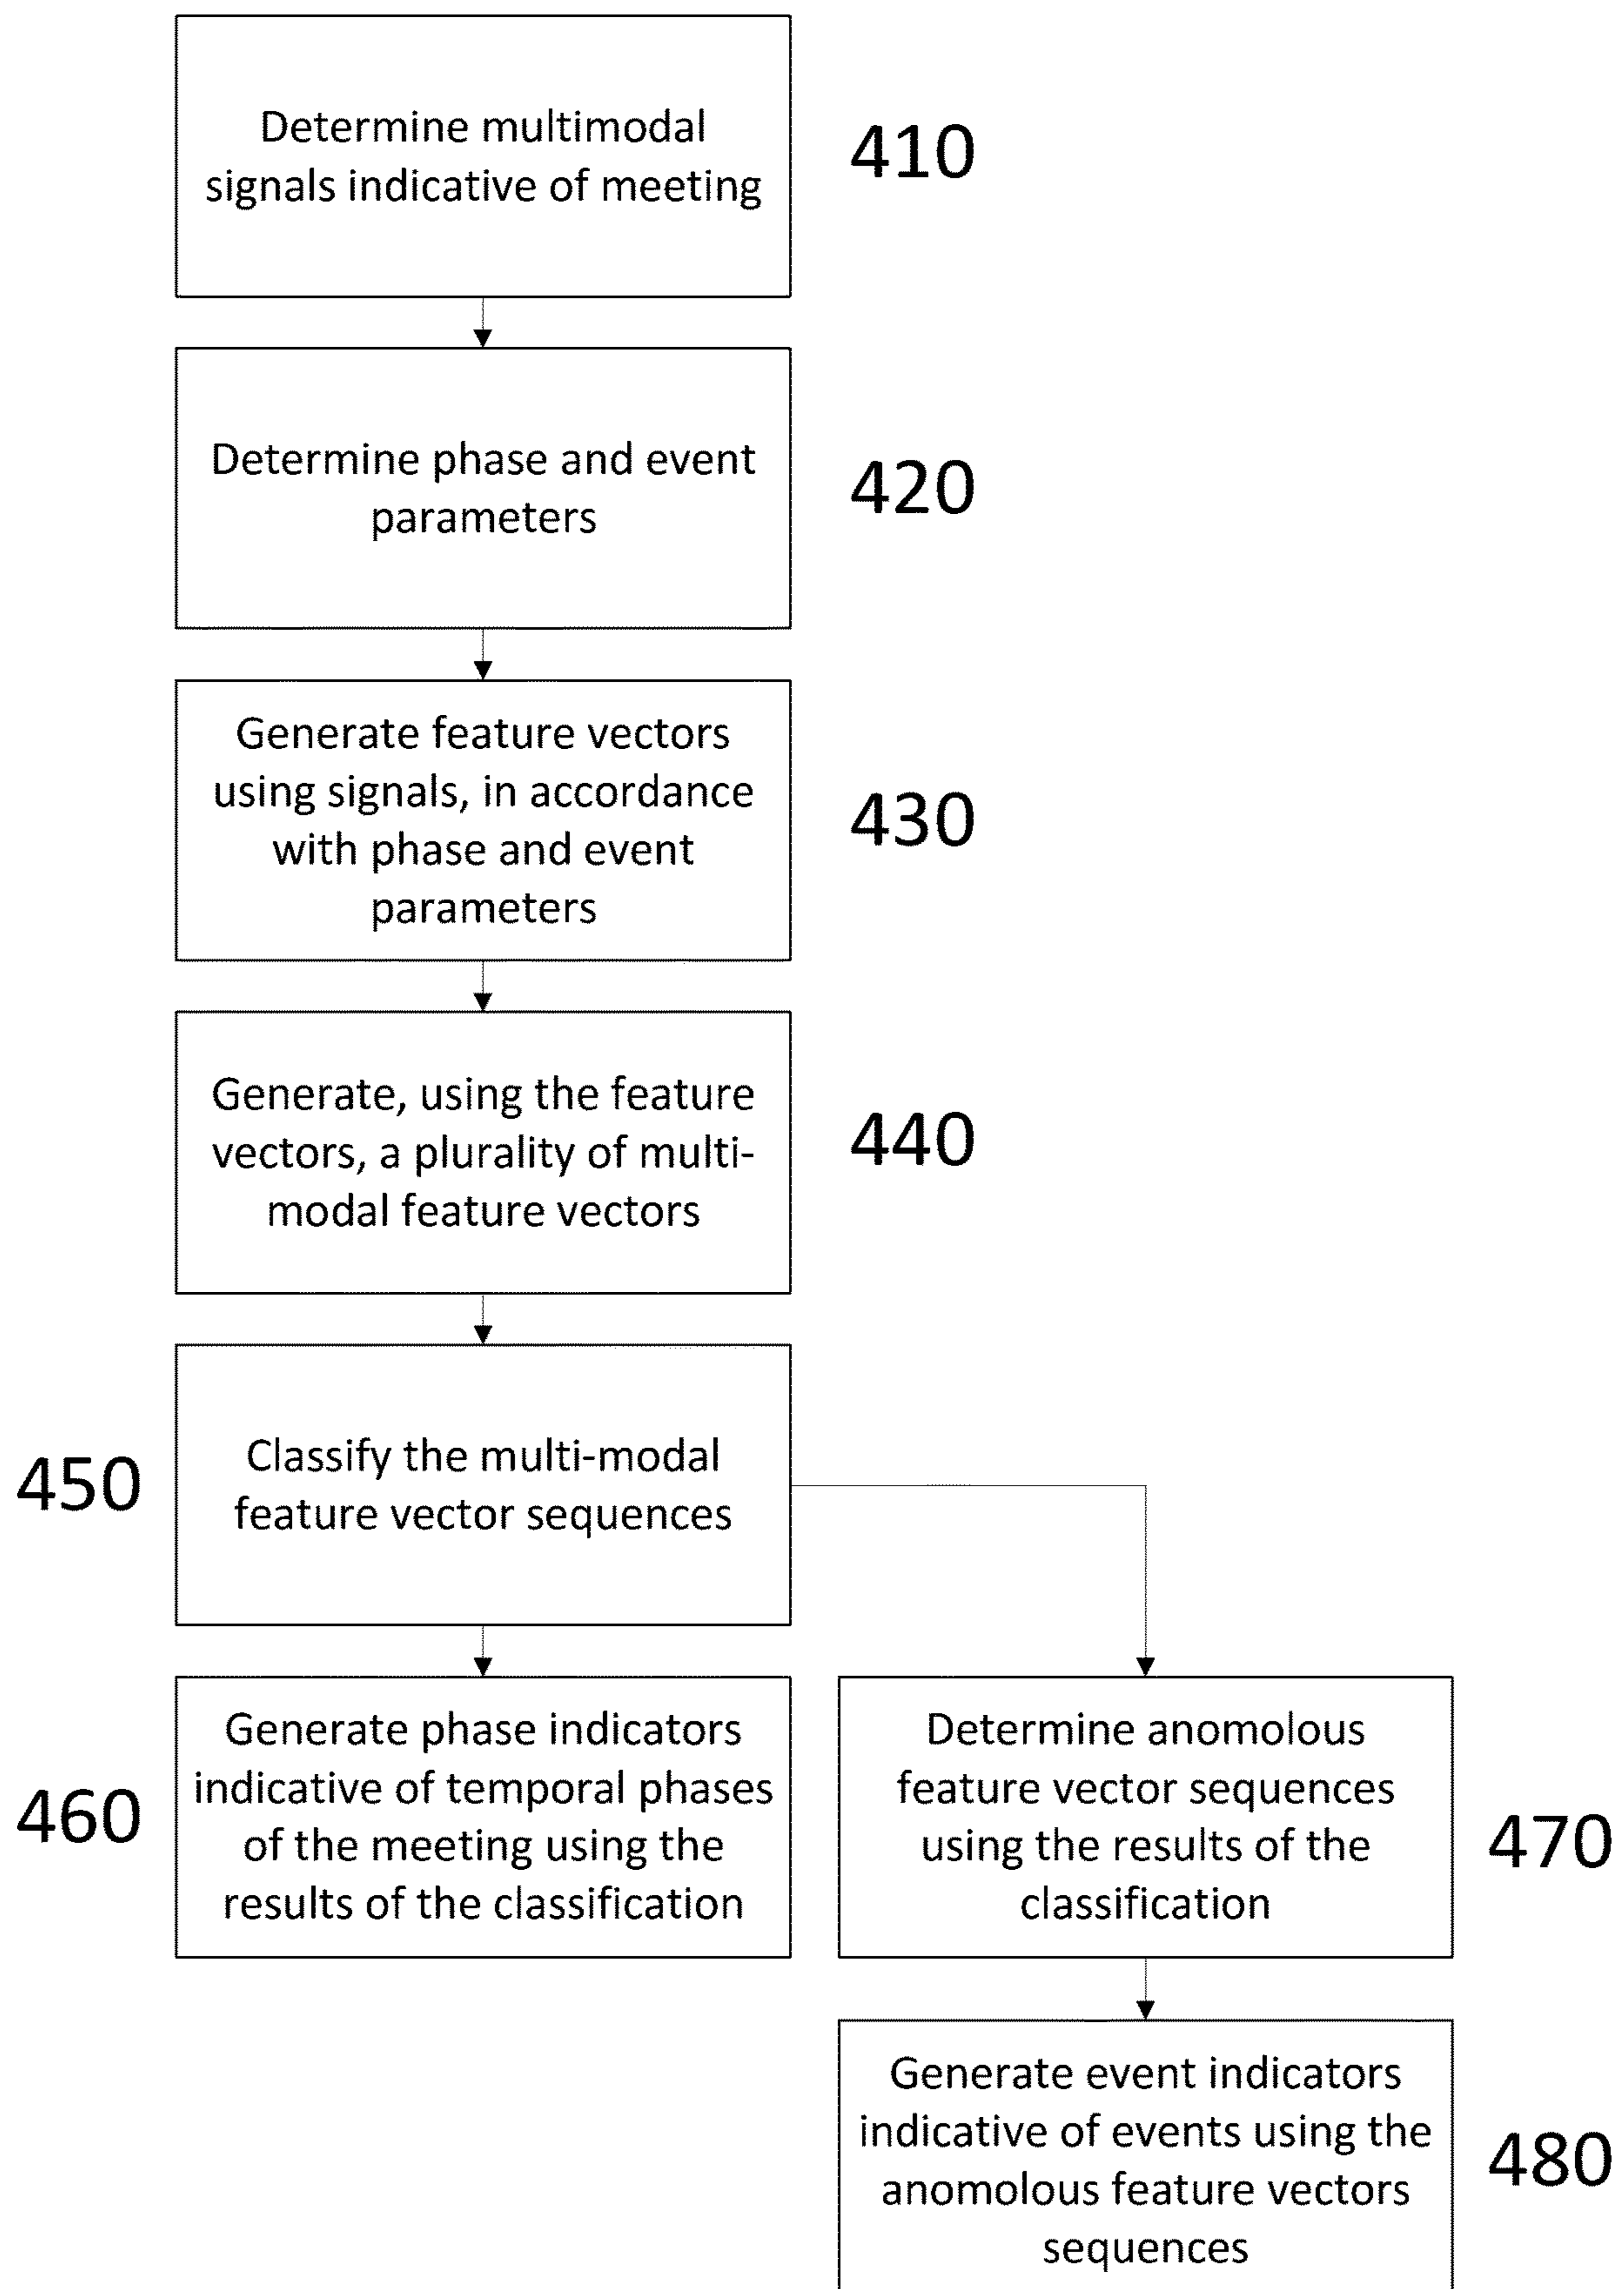 Determine multimodal
signals indicative of meeting
410
Determine phase and event
parameters
420
Generate feature vectors
using signals, in accordance
with phase and event
parameters
430
Generate, using the feature
vectors, a plurality of multi-
modal feature vectors
440
450
Classify the multi-modal
feature vector sequences
460
Generate phase indicators
indicative of temporal phases
of the meeting using the
results of the classification
Determine anomolous
feature vector sequences
using the results of the
classification
470
Generate event indicators
indicative of events using the
anomolous feature vectors
sequences
480